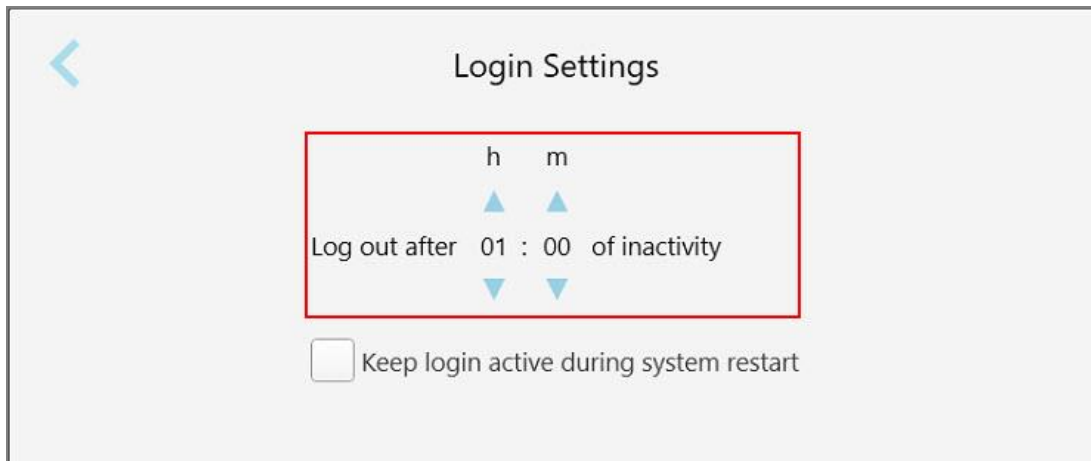 Login Settings
h m
Log out after 01 : 00 of inactivity
Keep login active during system restart